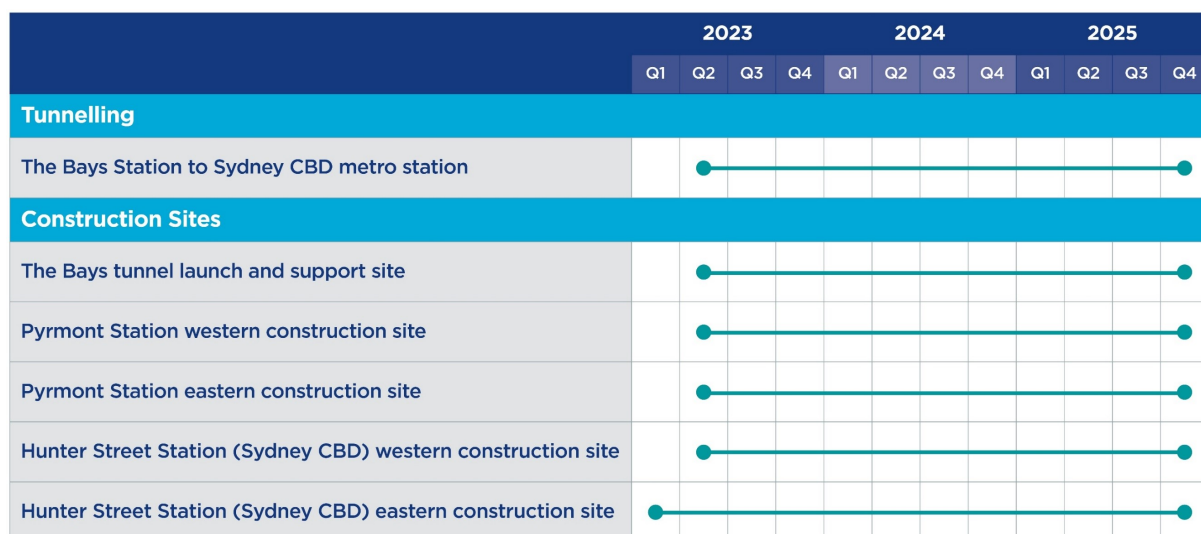 2023 2024 2025
Q1 Q2 Q3 Q4 Q1 Q2 Q3 Q4 Q1 Q2 Q3 Q4
Tunnelling
The Bays Station to Sydney CBD metro station
Construction Sites
The Bays tunnel launch and support site
Pyrmont Station western construction site
Pyrmont Station eastern construction site
Hunter Street Station (Sydney CBD) western construction site
Hunter Street Station (Sydney CBD) eastern construction site